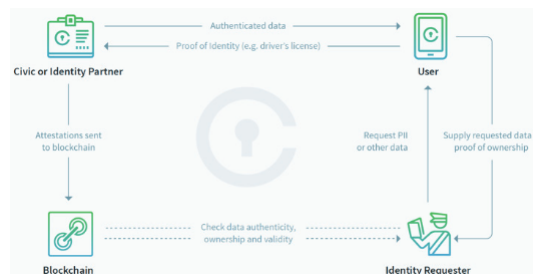 Authenticated data
Proof of Identity (e.g. driver's license)
Civic or Identity Partner
User
Attestations sent
to blockchain
Request PII
or other data
Supply requested data
proof of ownership
Check data authenticity,
ownership and validity
Blockchain
Identity Requester